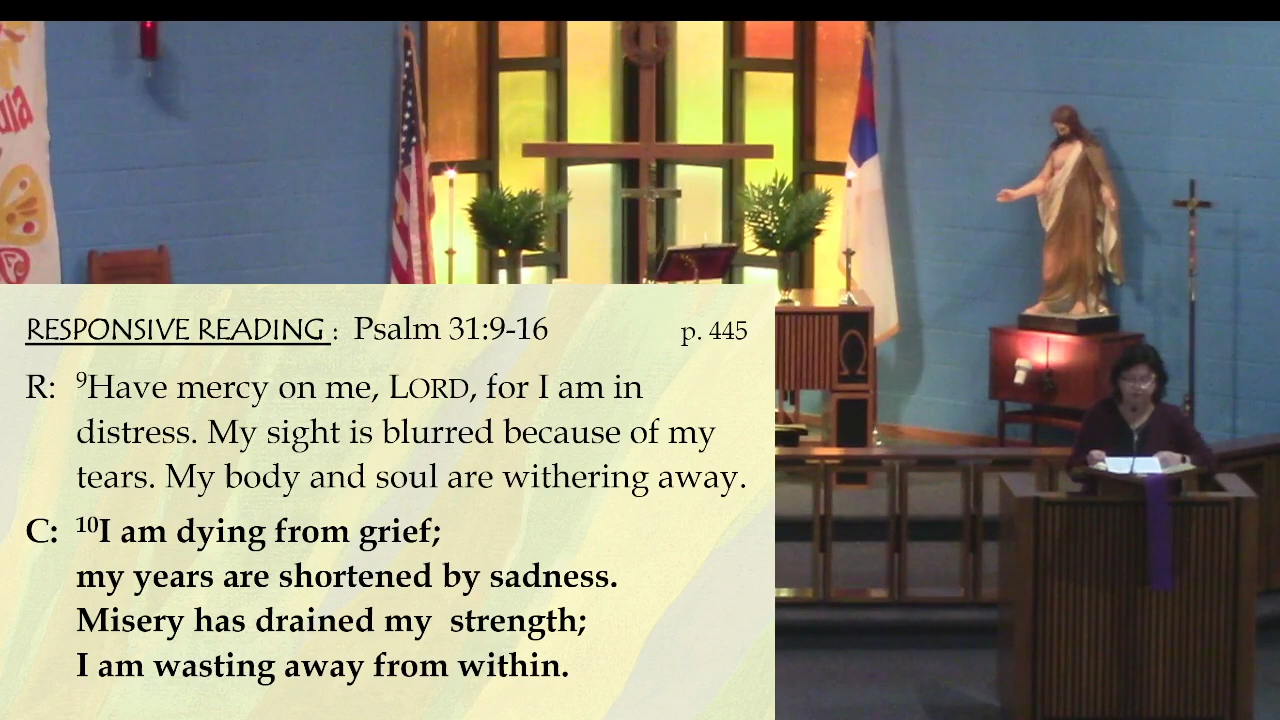 ula
RESPONSIVE READING : Psalm 31:9-16 p. 445
R: ⁹Have mercy on me, LORD, for I am in
distress. My sight is blurred because of my
tears. My body and soul are withering away.
C: ¹⁰I am dying from grief;
my years are shortened by sadness.
Misery has drained my strength;
I am wasting away from within.